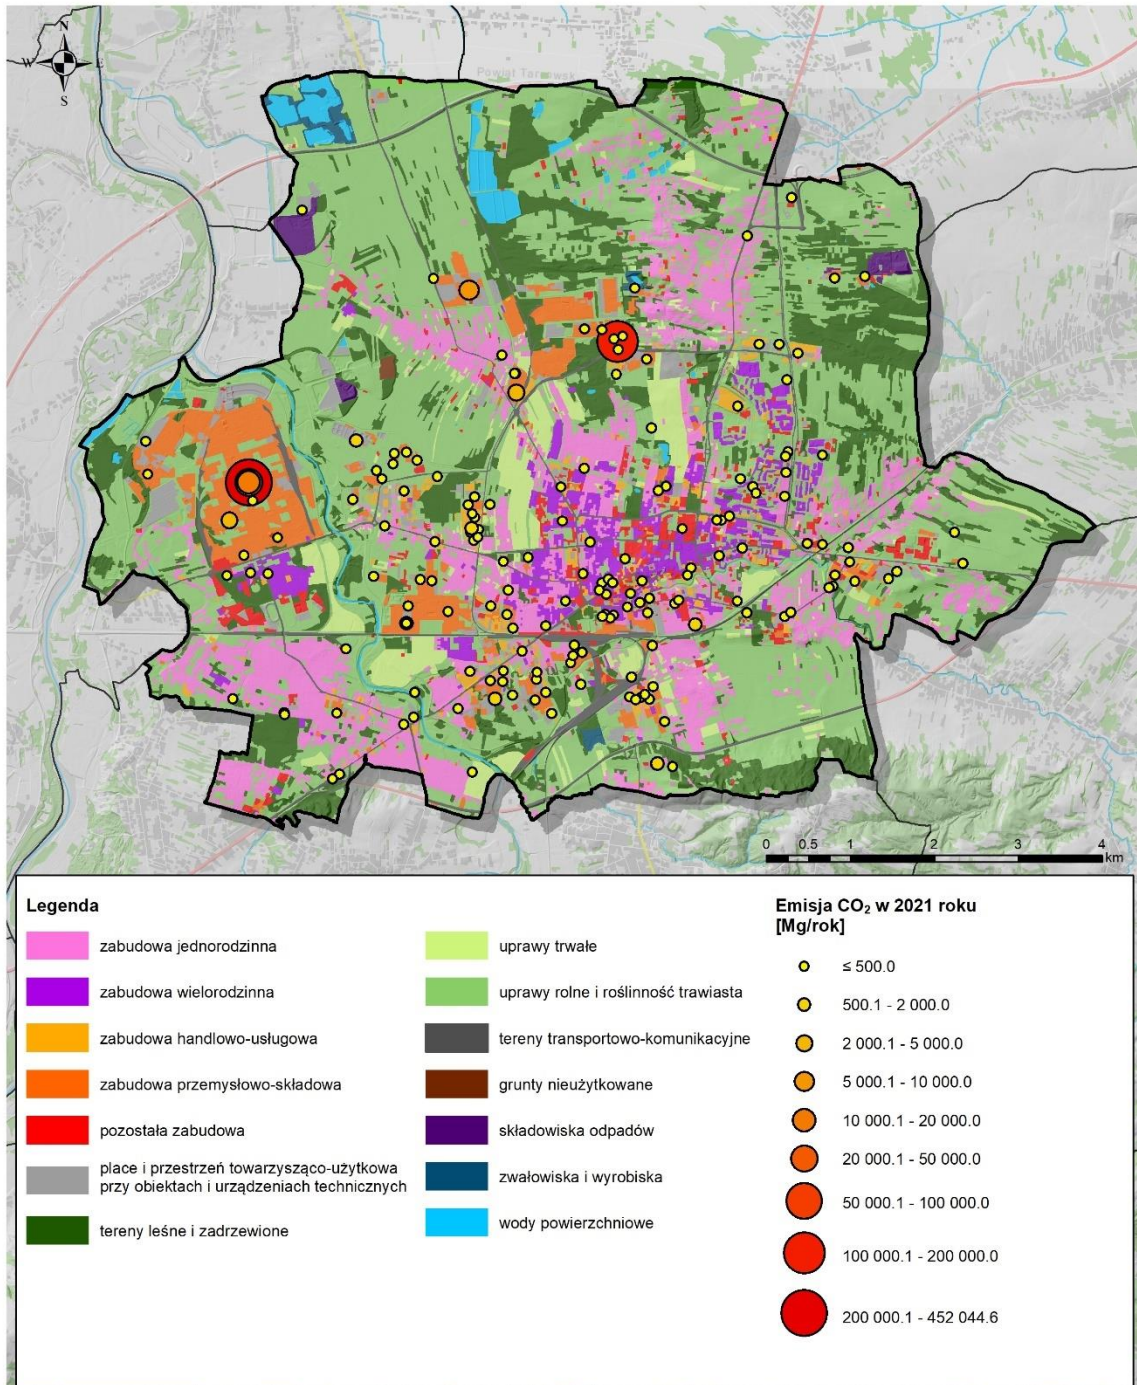 N
W
E
S
Powiat Tarnowski
0 0.5 1 2 3 4
km
Legenda
zabudowa jednorodzinna
zabudowa wielorodzinna
zabudowa handlowo-usługowa
zabudowa przemysłowo-składowa
pozostała zabudowa
place i przestrzeń towarzysząco-użytkowa
przy obiektach i urządzeniach technicznych
tereny leśne i zadrzewione
uprawy trwałe
uprawy rolne i roślinność trawiasta
tereny transportowo-komunikacyjne
grunty nieużytkowane
składowiska odpadów
zwałowiska i wyrobiska
wody powierzchniowe
Emisja CO₂ w 2021 roku
[Mg/rok]
≤ 500.0
500.1 - 2 000.0
2 000.1 - 5 000.0
5 000.1 - 10 000.0
10 000.1 - 20 000.0
20 000.1 - 50 000.0
50 000.1 - 100 000.0
100 000.1 - 200 000.0
200 000.1 - 452 044.6